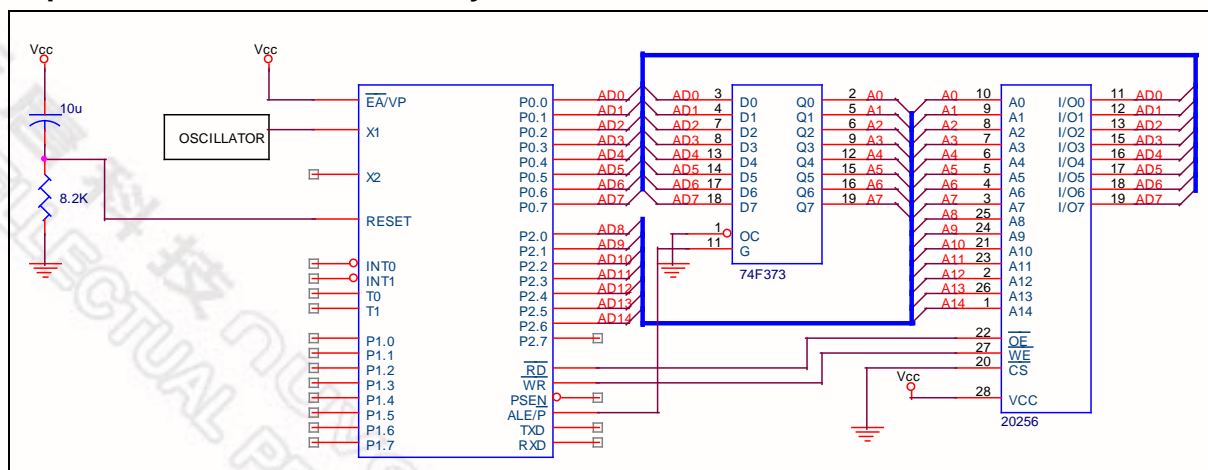 Vcc
10u
8.2K
OSCILLATOR
Vcc
EA/VP
X1
X2
RESET
INT0
INT1
T0
T1
P1.0
P1.1
P1.2
P1.3
P1.4
P1.5
P1.6
P1.7
P0.0 AD0
P0.1 AD1
P0.2 AD2
P0.3 AD3
P0.4 AD4
P0.5 AD5
P0.6 AD6
P0.7 AD7
P2.0 AD8
P2.1 AD9
P2.2 AD10
P2.3 AD11
P2.4 AD12
P2.5 AD13
P2.6 AD14
P2.7
RD
WR
PSEN
ALE/P
TXD
RXD
AD0 3 D0 Q0 2 A0
AD1 4 D1 Q1 5 A1
AD2 7 D2 Q2 6 A2
AD3 8 D3 Q3 9 A3
AD4 13 D4 Q4 12 A4
AD5 14 D5 Q5 15 A5
AD6 17 D6 Q6 16 A6
AD7 18 D7 Q7 19 A7
1 OC
11 G
74F373
A0 10 A0 I/O0 11 AD0
A1 9 A1 I/O1 12 AD1
A2 8 A2 I/O2 13 AD2
A3 7 A3 I/O3 15 AD3
A4 6 A4 I/O4 16 AD4
A5 5 A5 I/O5 17 AD5
A6 4 A6 I/O6 18 AD6
A7 3 A7 I/O7 19 AD7
A8 25 A8
A9 24 A9
A10 21 A10
A11 23 A11
A12 2 A12
A13 26 A13
A14 1 A14
22 OE
27 WE
20 CS
Vcc 28 VCC
20256
科技